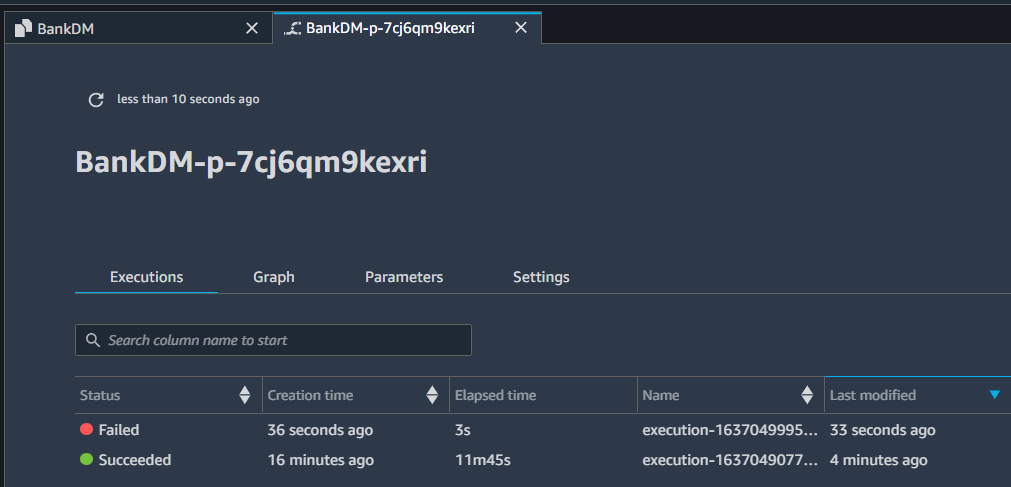 BankDM BankDM-p-7cj6qm9kexri
less than 10 seconds ago
BankDM-p-7cj6qm9kexri
Executions Graph Parameters Settings
Search column name to start
Status Creation time Elapsed time Name Last modified
Failed 36 seconds ago 3s execution-1637049995... 33 seconds ago
Succeeded 16 minutes ago 11m45s execution-1637049077... 4 minutes ago